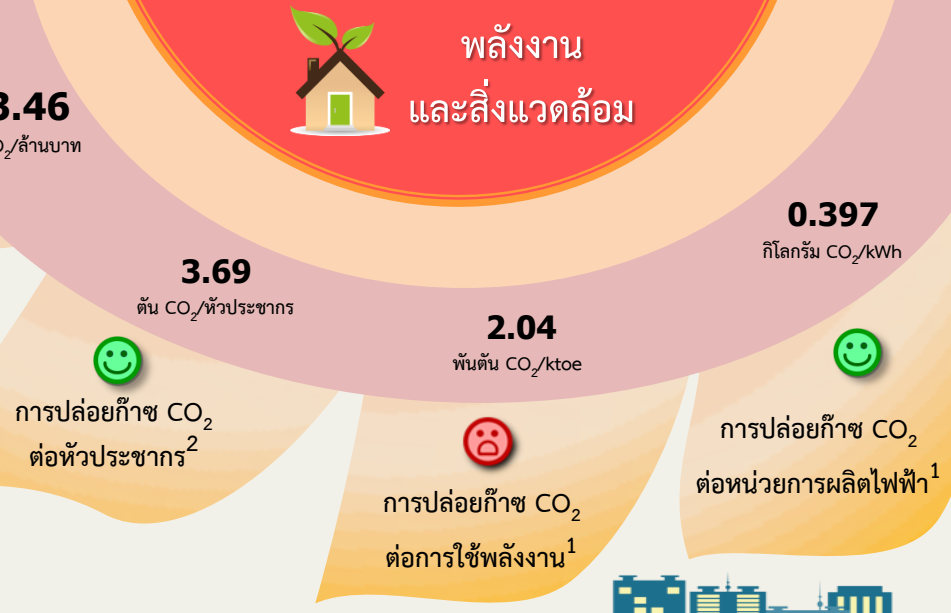 พลังงาน
และสิ่งแวดล้อม
3.46
O₂/ล้านบาท
3.69
ตัน CO₂/หัวประชากร
การปล่อยก๊าซ CO₂
ต่อหัวประชากร²
2.04
พันตัน CO₂/ktoe
การปล่อยก๊าซ CO₂
ต่อการใช้พลังงาน¹
0.397
กิโลกรัม CO₂/kWh
การปล่อยก๊าซ CO₂
ต่อหน่วยการผลิตไฟฟ้า¹